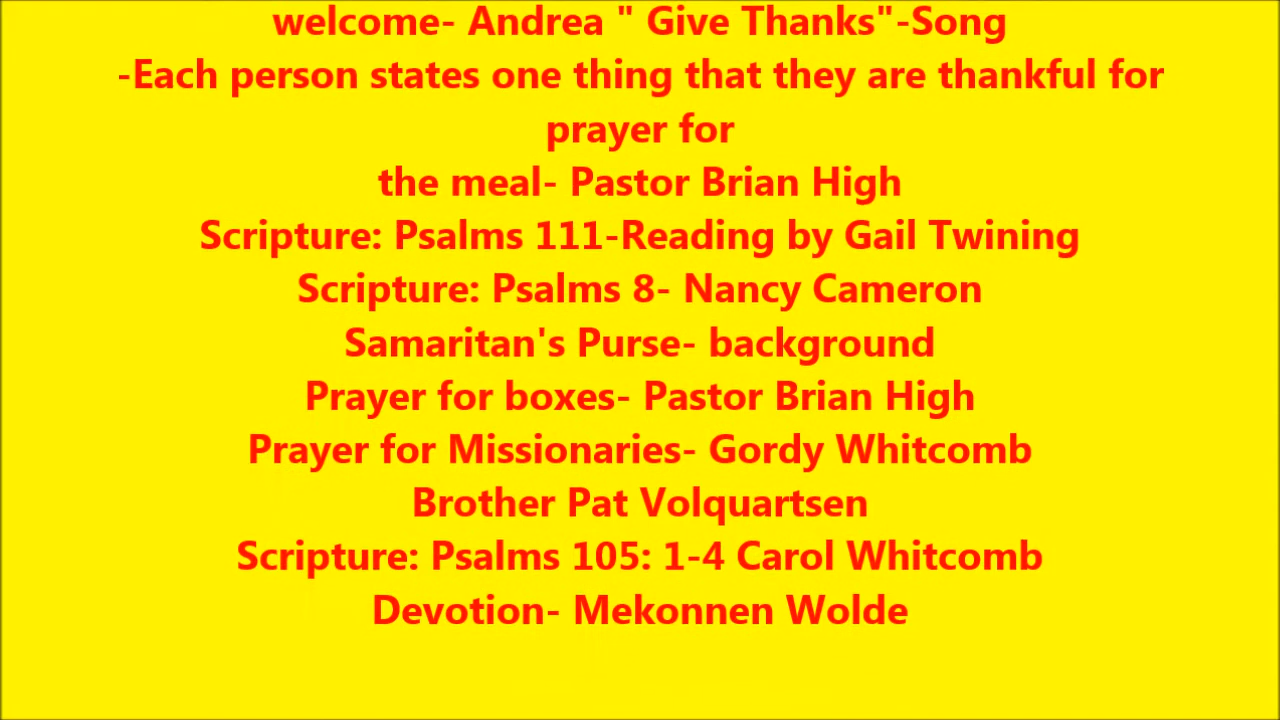 welcome- Andrea " Give Thanks"-Song
-Each person states one thing that they are thankful for
prayer for
the meal- Pastor Brian High
Scripture: Psalms 111-Reading by Gail Twining
Scripture: Psalms 8- Nancy Cameron
Samaritan's Purse- background
Prayer for boxes- Pastor Brian High
Prayer for Missionaries- Gordy Whitcomb
Brother Pat Volquartsen
Scripture: Psalms 105: 1-4 Carol Whitcomb
Devotion- Mekonnen Wolde